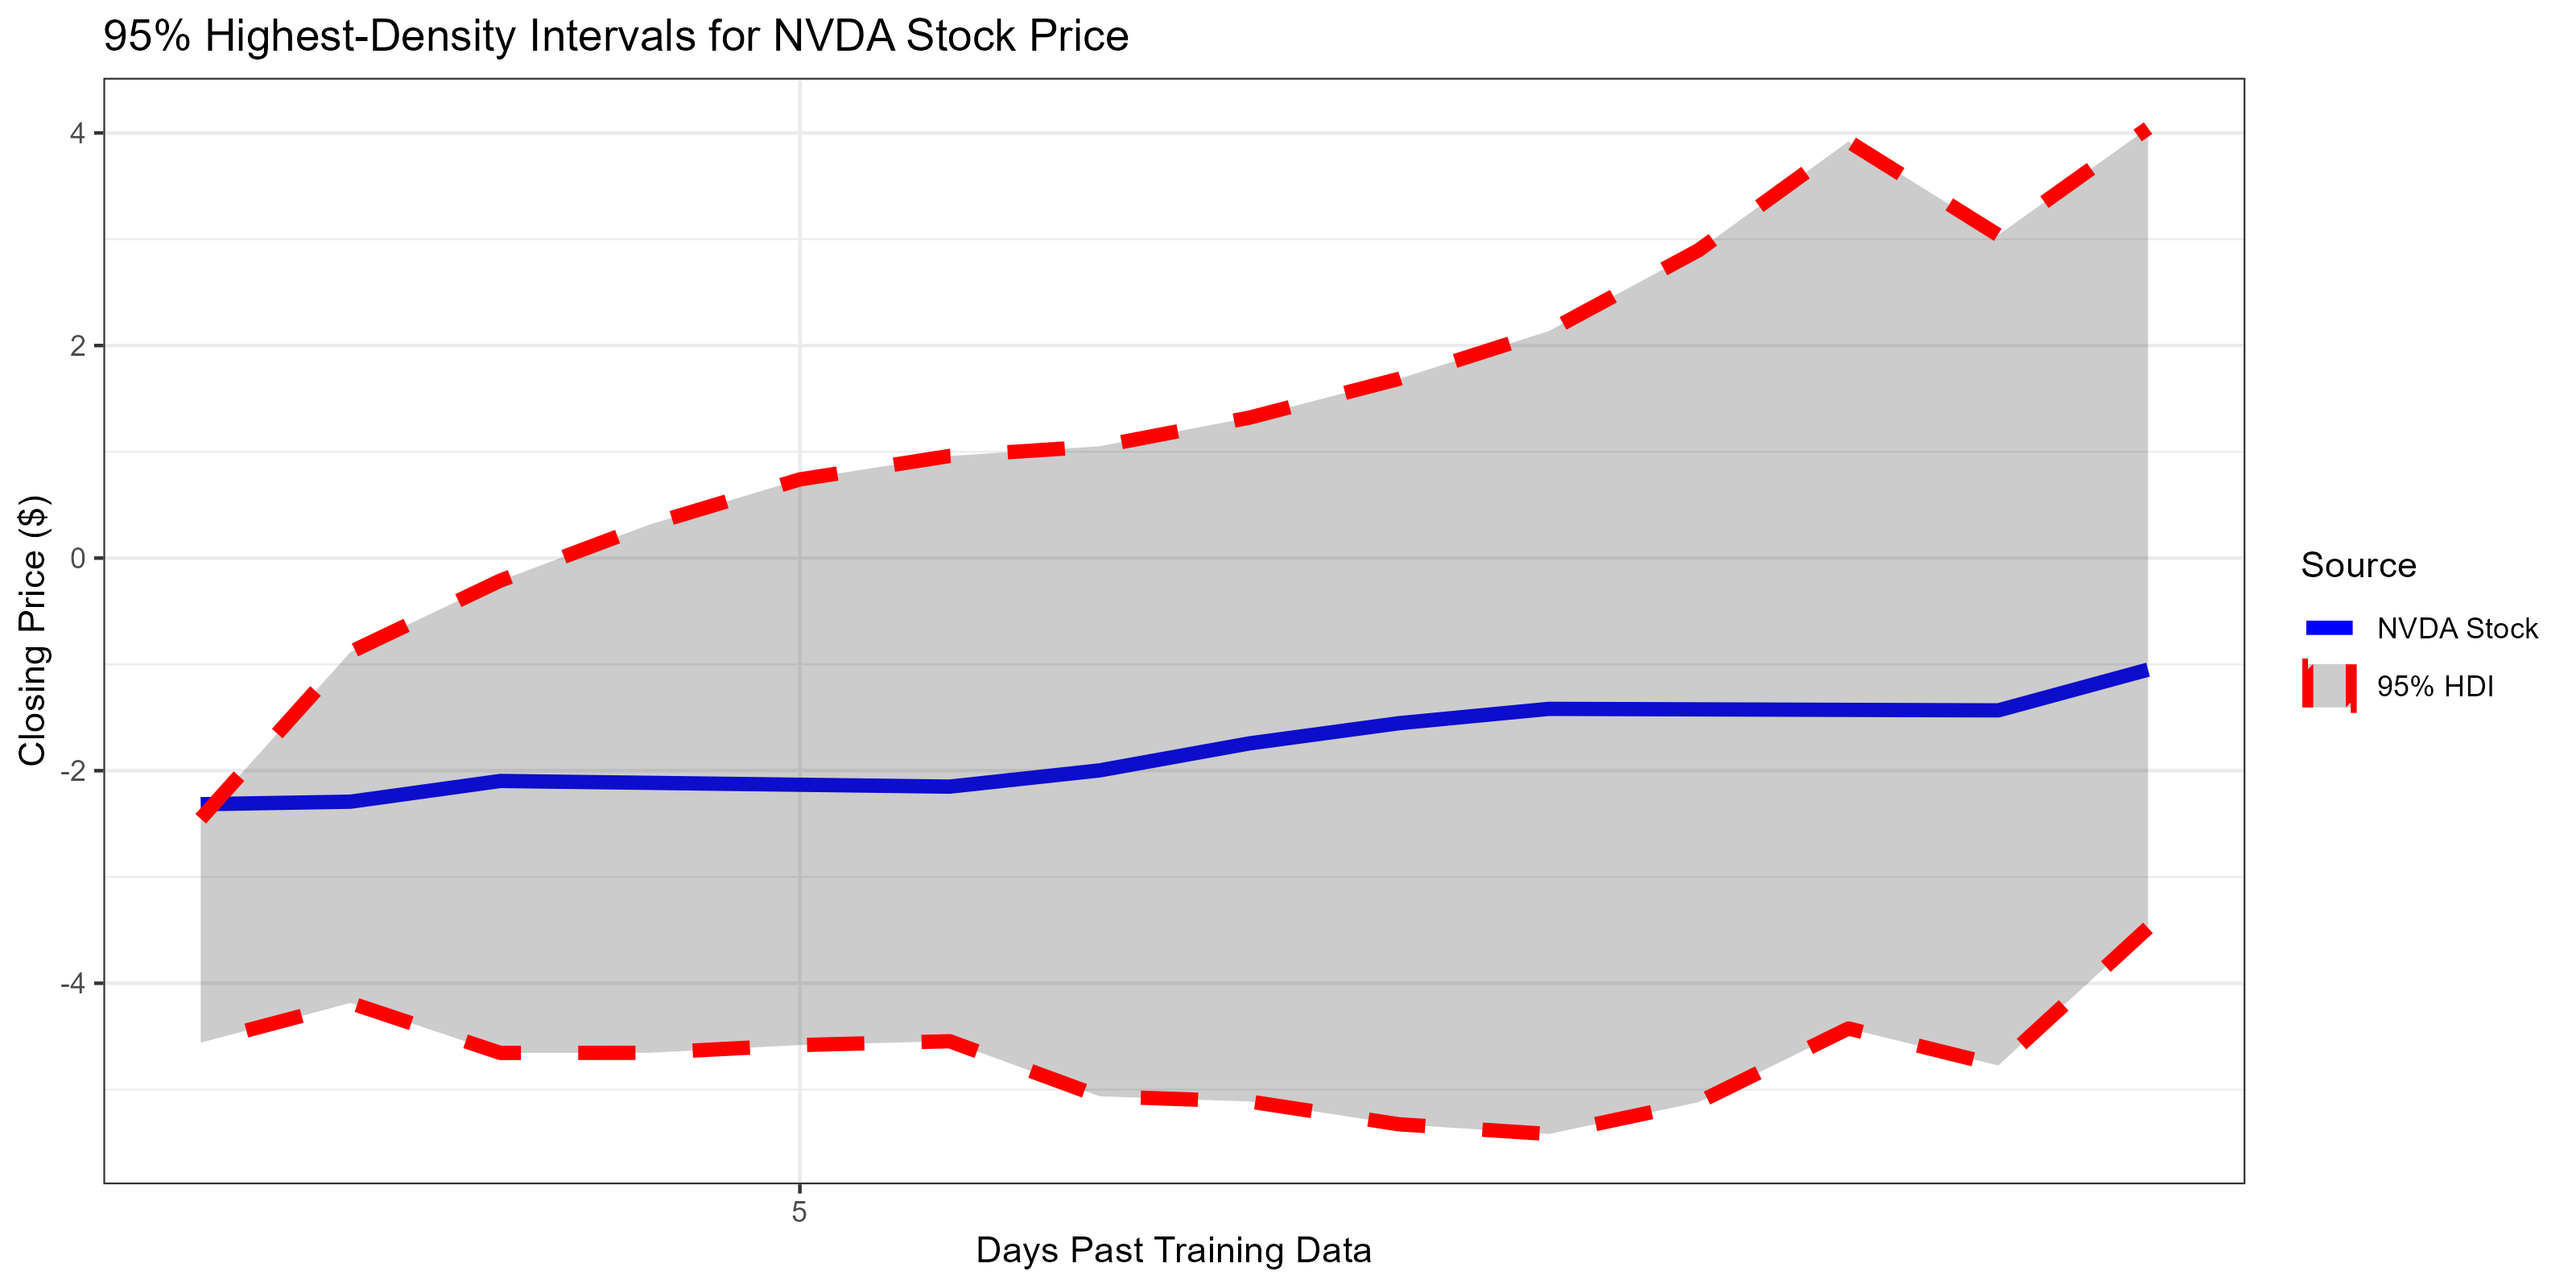 95% Highest-Density Intervals for NVDA Stock Price
Closing Price ($)
4
2
0
-2
-4
5
Days Past Training Data
Source
NVDA Stock
95% HDI